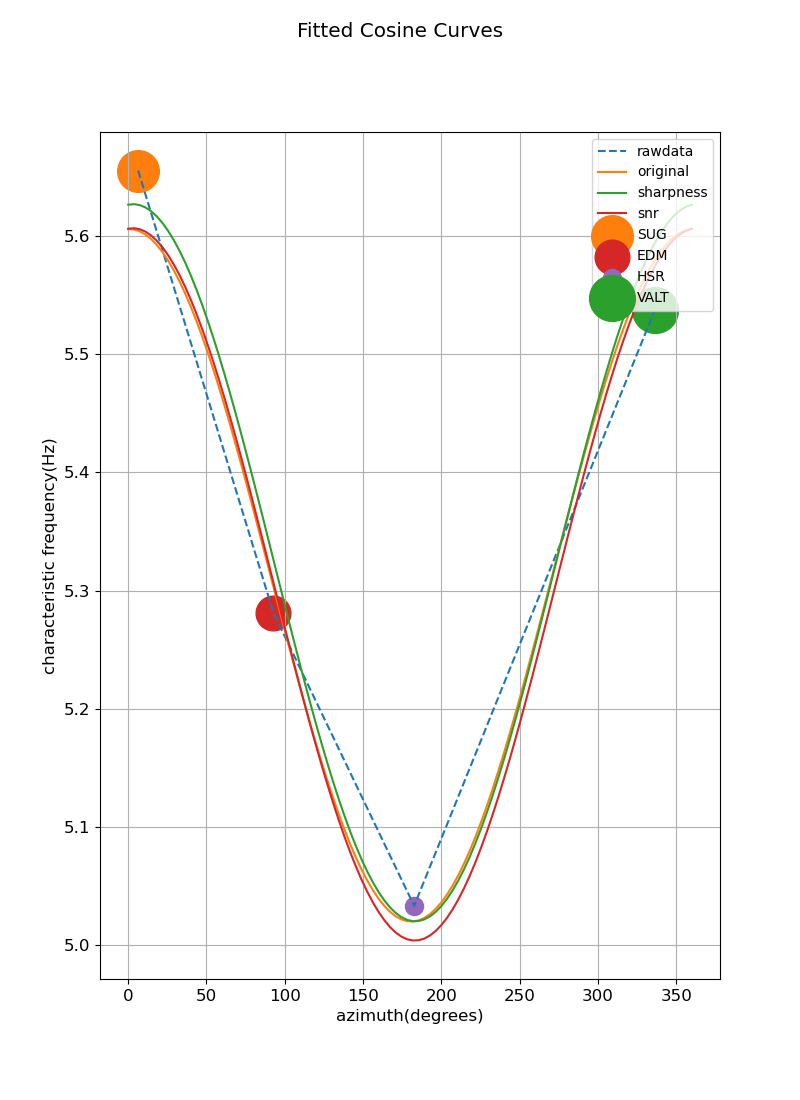 Fitted Cosine Curves
rawdata
original
sharpness
snr
SUG
EDM
HSR
VALT
characteristic frequency(Hz)
5.6
5.5
5.4
5.3
5.2
5.1
5.0
0 50 100 150 200 250 300 350
azimuth(degrees)